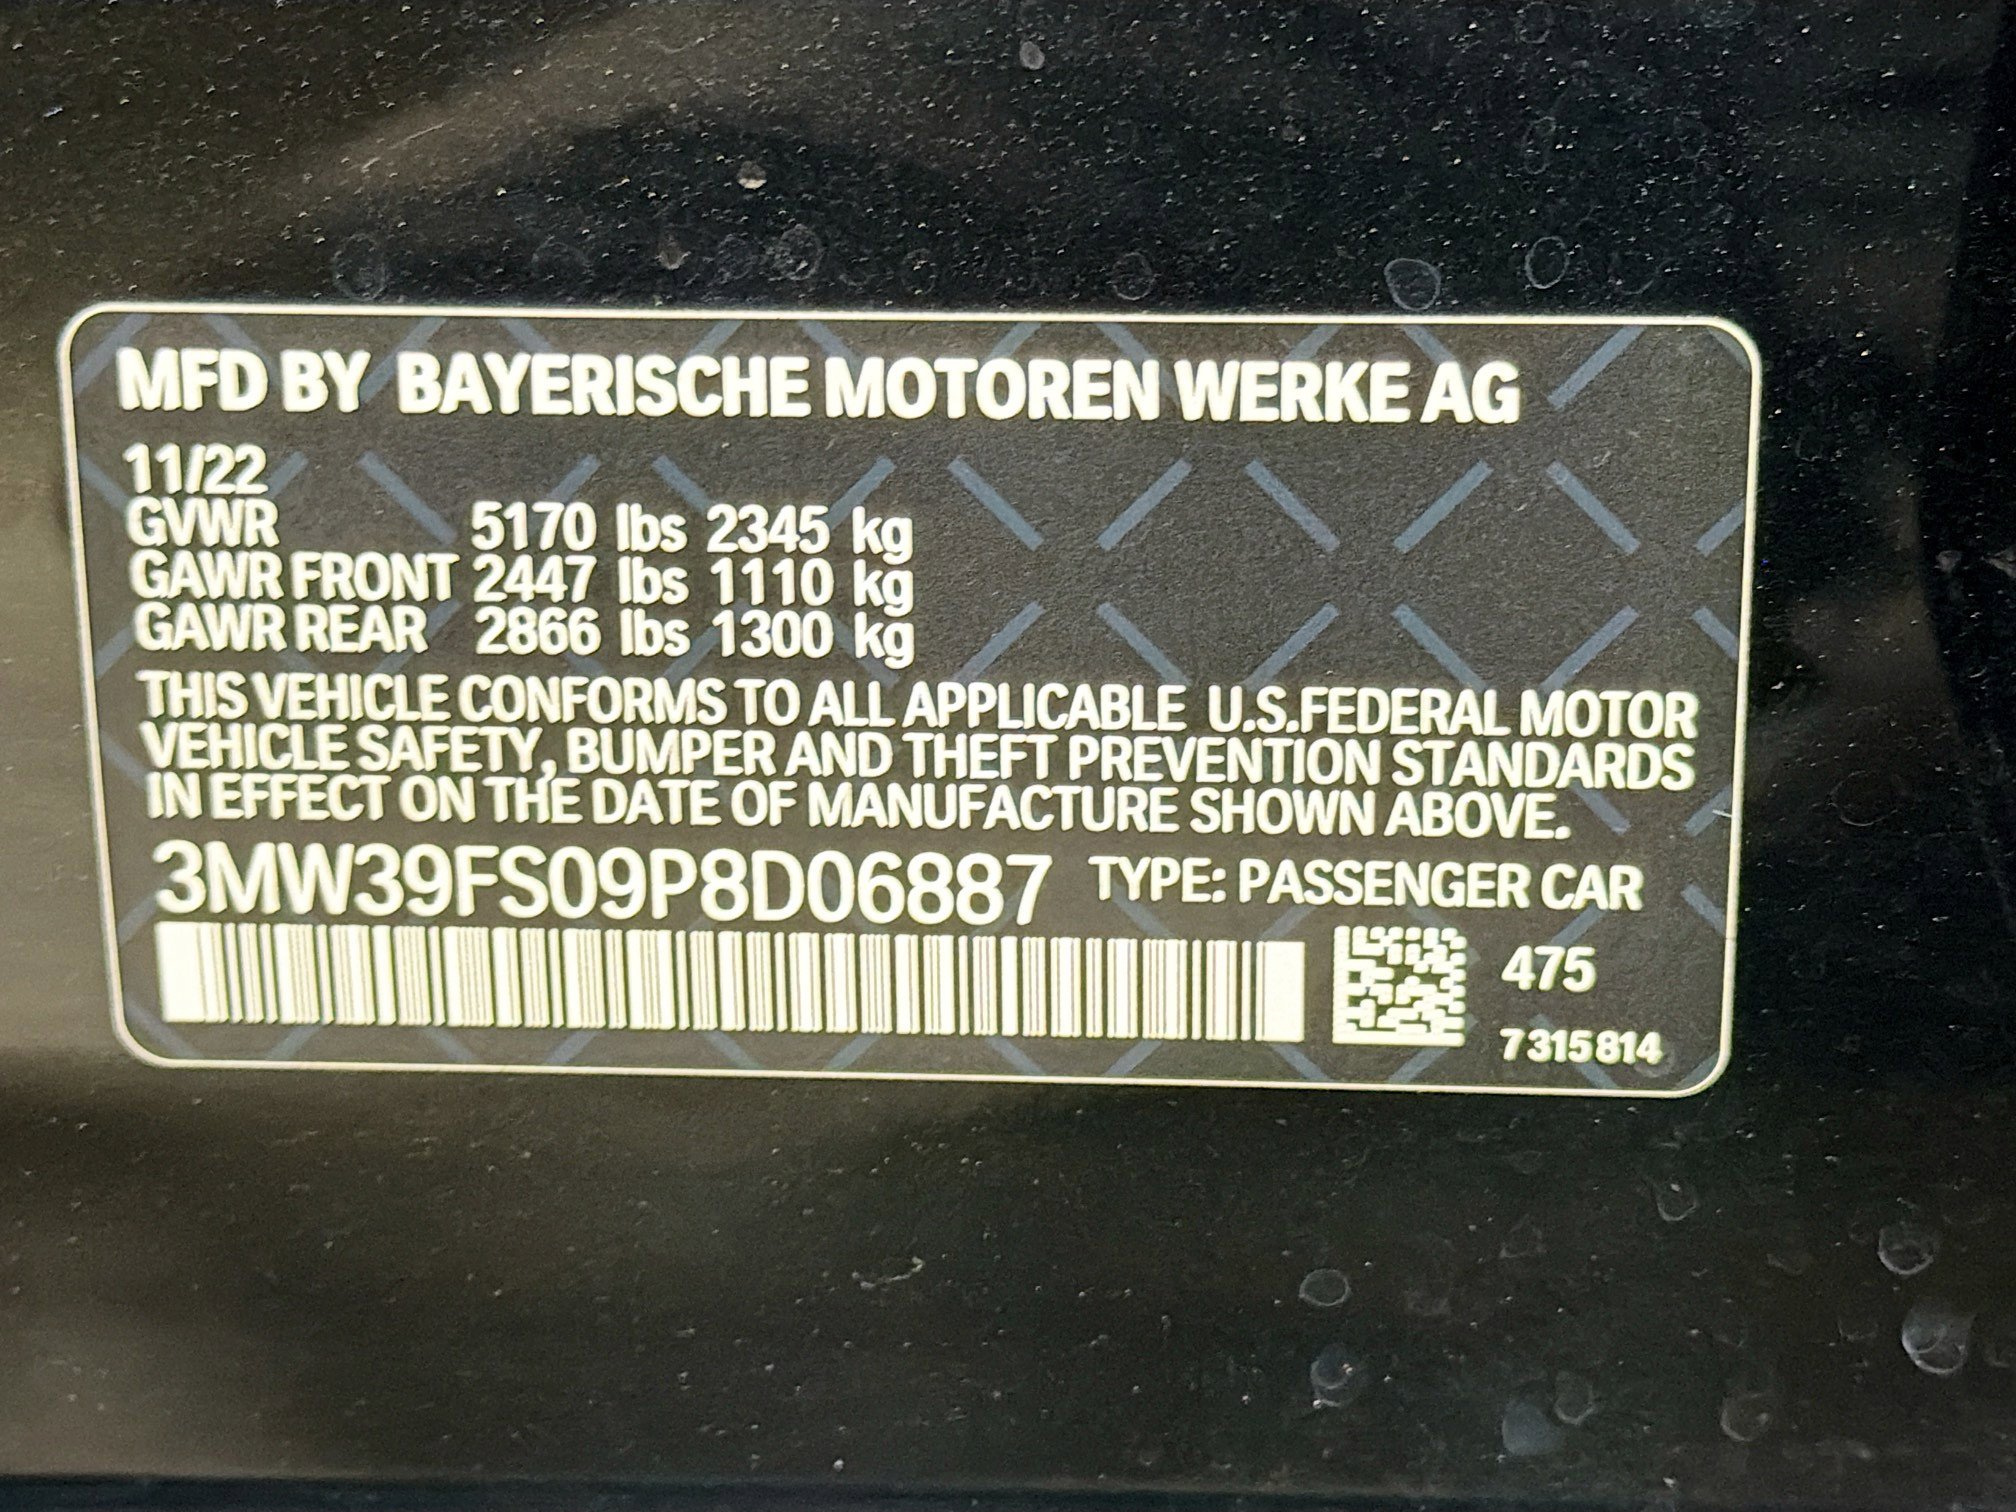 MFD BY BAYERISCHE MOTOREN WERKE AG
11/22
GVWR 5170 lbs 2345 kg
GAWR FRONT 2447 lbs 1110 kg
GAWR REAR 2866 lbs 1300 kg
THIS VEHICLE CONFORMS TO ALL APPLICABLE U.S.FEDERAL MOTOR
VEHICLE SAFETY, BUMPER AND THEFT PREVENTION STANDARDS
IN EFFECT ON THE DATE OF MANUFACTURE SHOWN ABOVE.
3MW39FS09P8D06887 TYPE: PASSENGER CAR
475
7315814